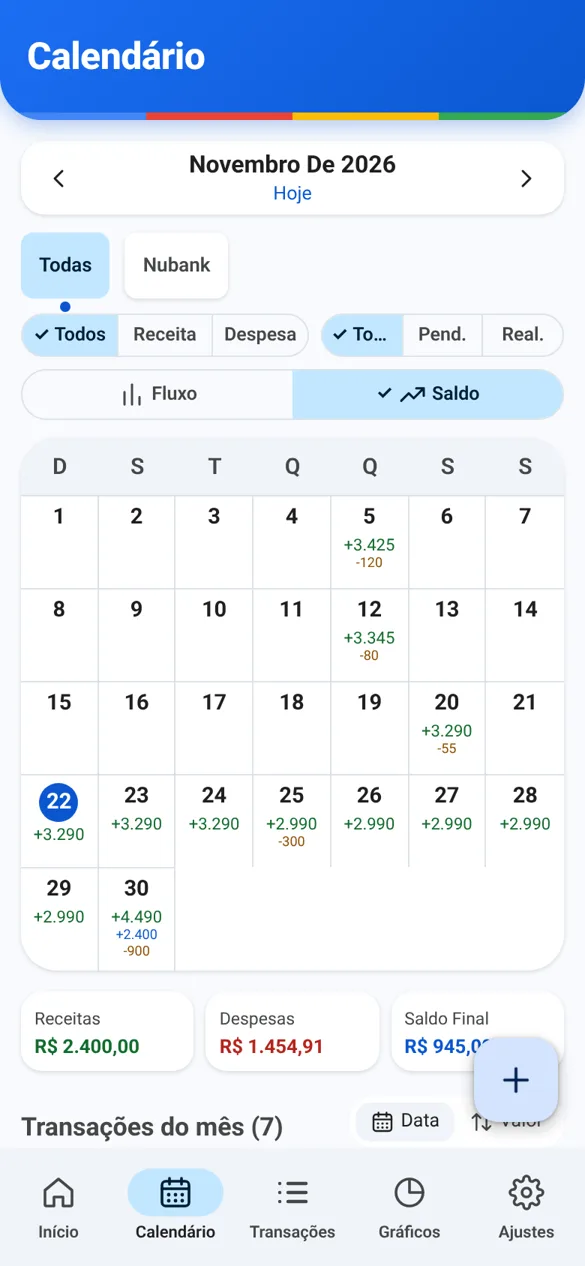 Calendário
Novembro De 2026
Hoje
Todas
Nubank
Todos Receita Despesa To... Pend. Real.
Fluxo Saldo
D S T Q Q S S
1 2 3 4 5 6 7
+3.425
-120
8 9 10 11 12 13 14
+3.345
-80
15 16 17 18 19 20 21
+3.290
-55
22 23 24 25 26 27 28
+3.290 +3.290 +3.290 +2.990 +2.990 +2.990 +2.990
-300
29 30
+2.990 +4.490
+2.400
-900
Receitas Despesas Saldo Final
R$ 2.400,00 R$ 1.454,91 R$ 945,0
Transações do mês (7) Data Valor
Início Calendário Transações Gráficos Ajustes